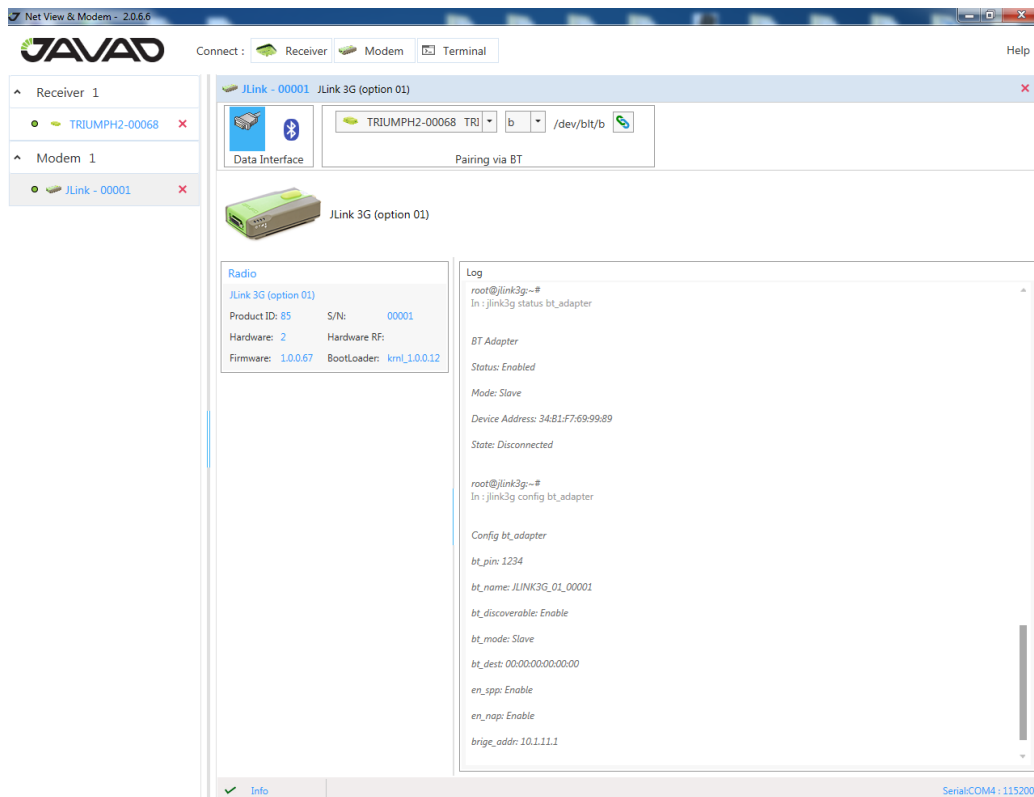 Net View & Modem - 2.0.6.6
JAVAD
Connect : Receiver Modem Terminal
Help
Receiver 1
TRIUMPH2-00068
Modem 1
JLink - 00001
JLink - 00001 JLink 3G (option 01)
TRIUMPH2-00068 TRI b /dev/blt/b
Data Interface
Pairing via BT
JLink 3G (option 01)
Radio
JLink 3G (option 01)
Product ID: 85 S/N: 00001
Hardware: 2 Hardware RF:
Firmware: 1.0.0.67 BootLoader: krnl_1.0.0.12
Log
root@jlink3g:~#
In : jlink3g status bt_adapter
BT Adapter
Status: Enabled
Mode: Slave
Device Address: 34:B1:F7:69:99:89
State: Disconnected
root@jlink3g:~#
In : jlink3g config bt_adapter
Config bt_adapter
bt_pin: 1234
bt_name: JLINK3G_01_00001
bt_discoverable: Enable
bt_mode: Slave
bt_dest: 00:00:00:00:00:00
en_spp: Enable
en_nap: Enable
brige_addr: 10.1.11.1
Info
Serial:COM4 : 115200